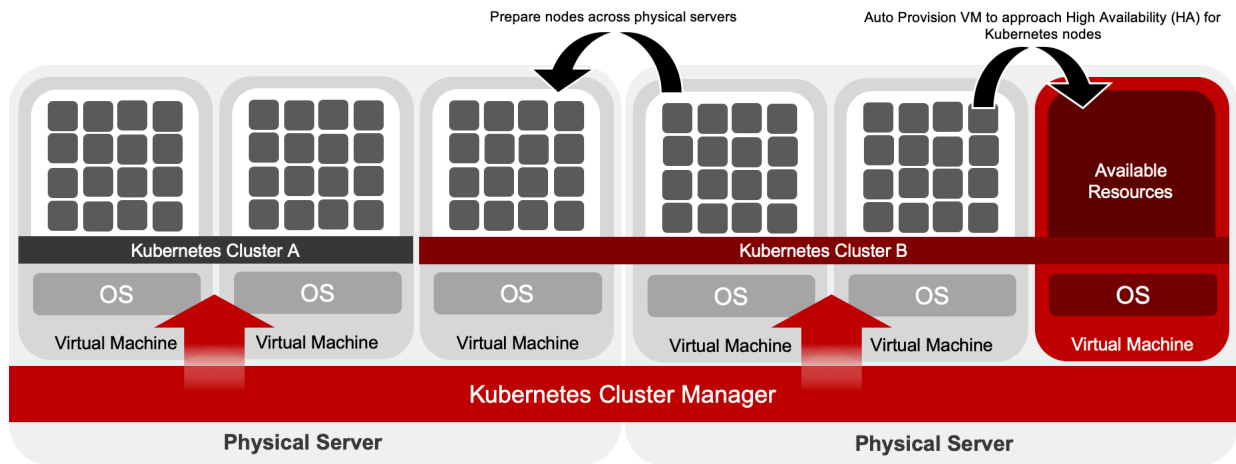 Prepare nodes across physical servers
Auto Provision VM to approach High Availability (HA) for
Kubernetes nodes
Available
Resources
Kubernetes Cluster A
Kubernetes Cluster B
OS
OS
OS
OS
OS
OS
Virtual Machine
Virtual Machine
Virtual Machine
Virtual Machine
Virtual Machine
Virtual Machine
Kubernetes Cluster Manager
Physical Server
Physical Server